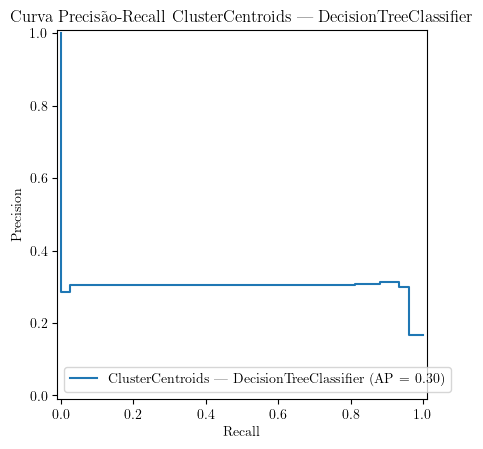 Curva Precisão-Recall ClusterCentroids — DecisionTreeClassifier
1.0
0.8
0.6
0.4
0.2
0.0
Precision
ClusterCentroids — DecisionTreeClassifier (AP = 0.30)
0.0 0.2 0.4 0.6 0.8 1.0
Recall